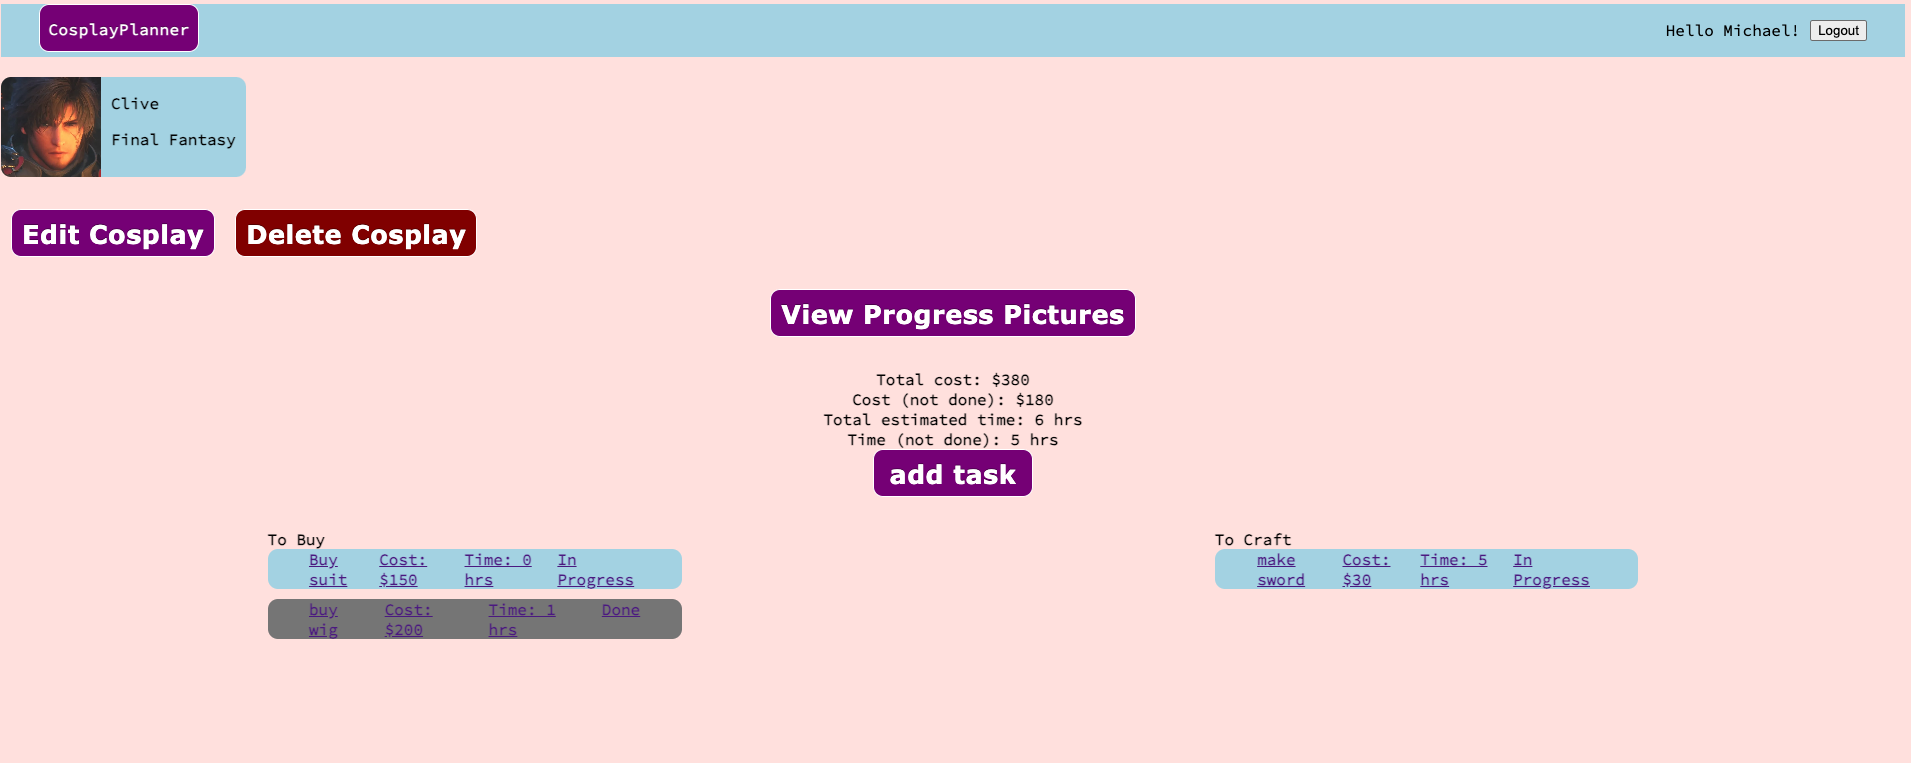 CosplayPlanner
Hello Michael! Logout
Clive
Final Fantasy
Edit Cosplay Delete Cosplay
View Progress Pictures
Total cost: $380
Cost (not done): $180
Total estimated time: 6 hrs
Time (not done): 5 hrs
add task
To Buy
Buy suit Cost: $150 Time: 0 hrs In Progress
buy wig Cost: $200 Time: 1 hrs Done
To Craft
make sword Cost: $30 Time: 5 hrs In Progress